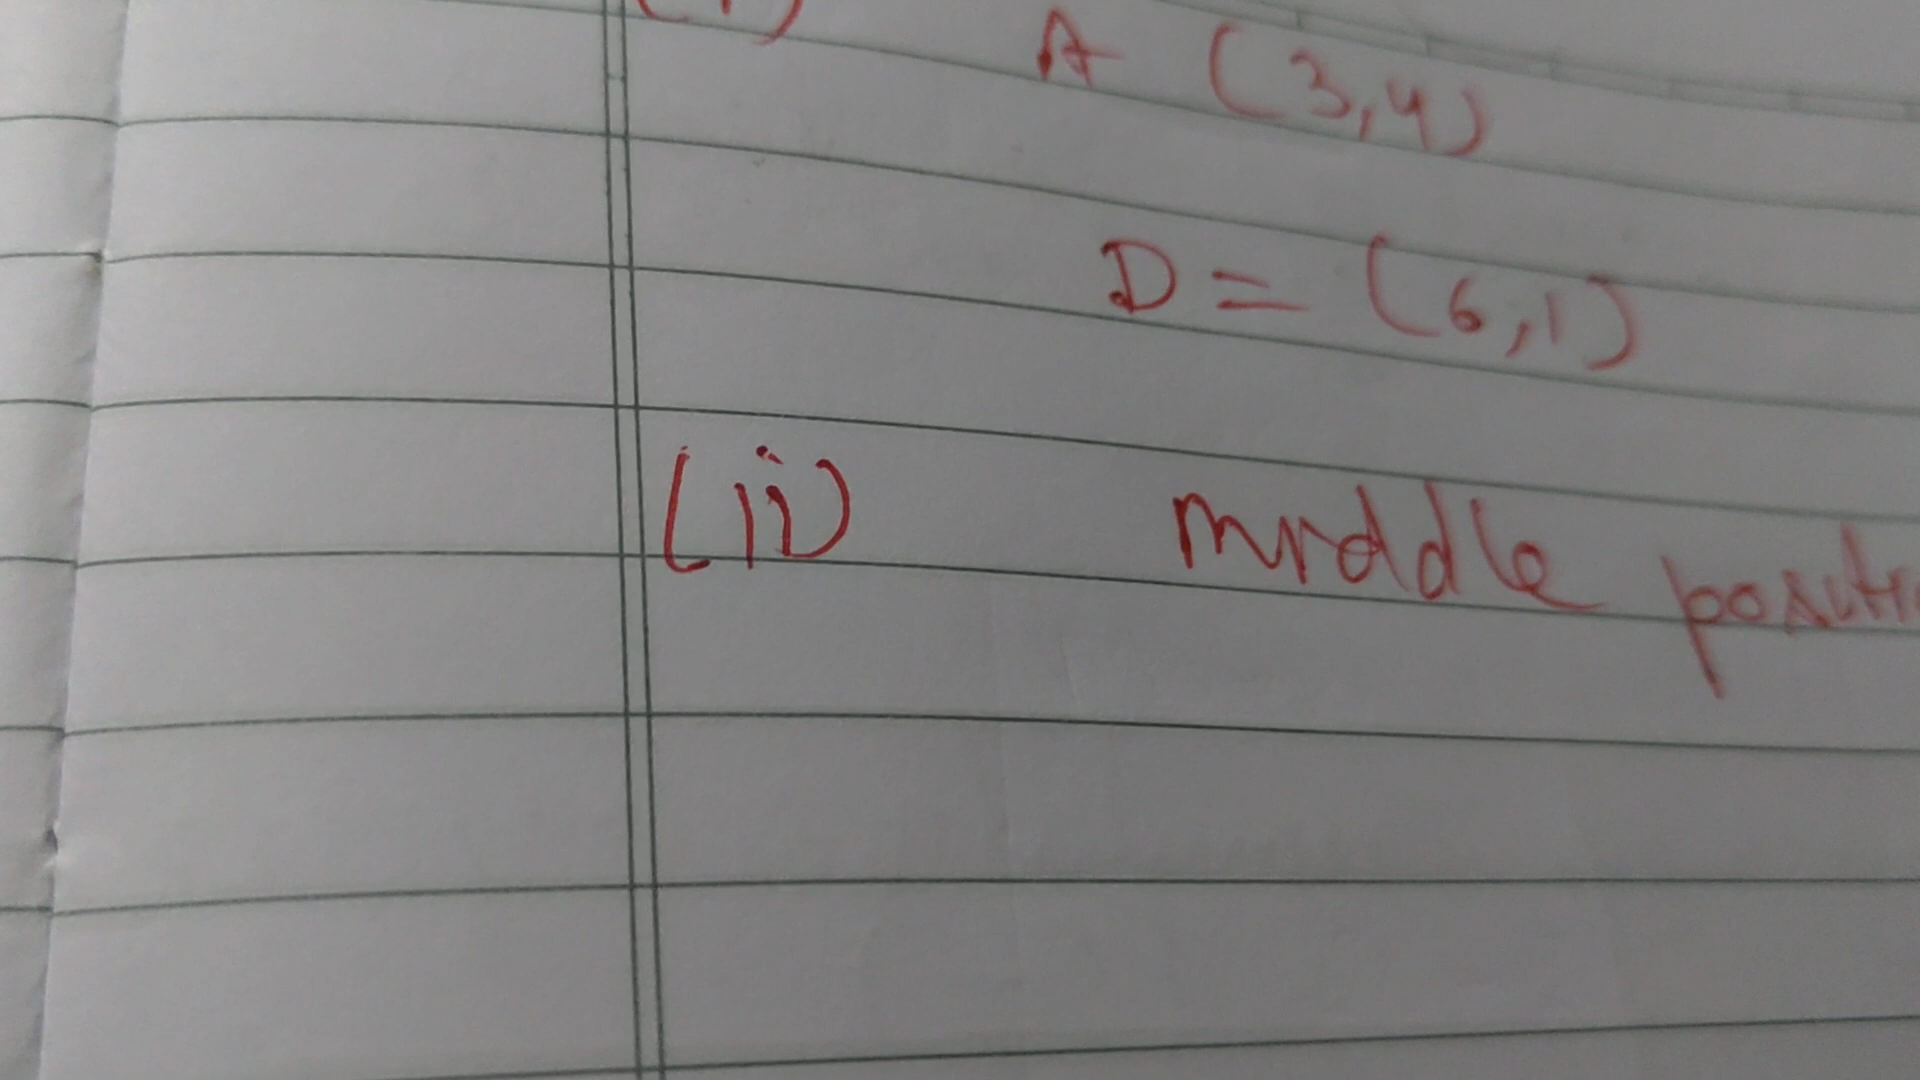 A (3,4)
D = (6,1)
(ii) middle